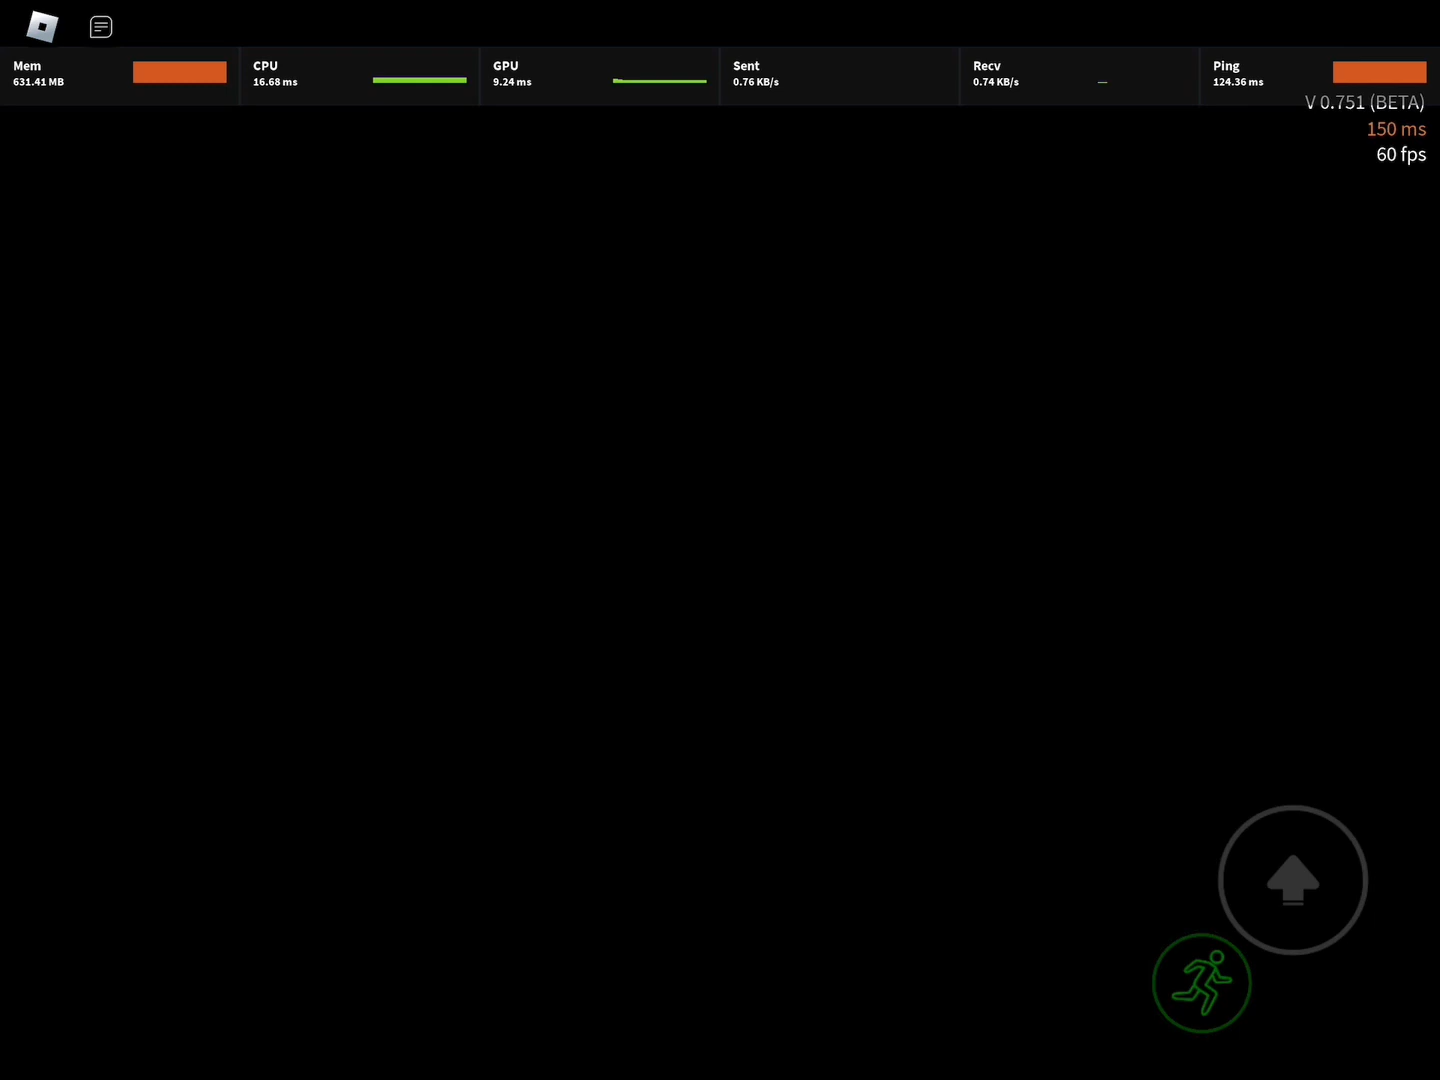 Mem
631.41 MB
CPU
16.68 ms
GPU
9.24 ms
Sent
0.76 KB/s
Recv
0.74 KB/s
Ping
124.36 ms
V 0.751 (BETA)
150 ms
60 fps